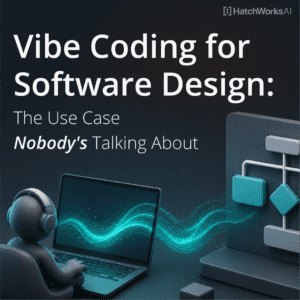 HatchWorksAI
Vibe Coding for
Software Design:
The Use Case
Nobody's Talking About